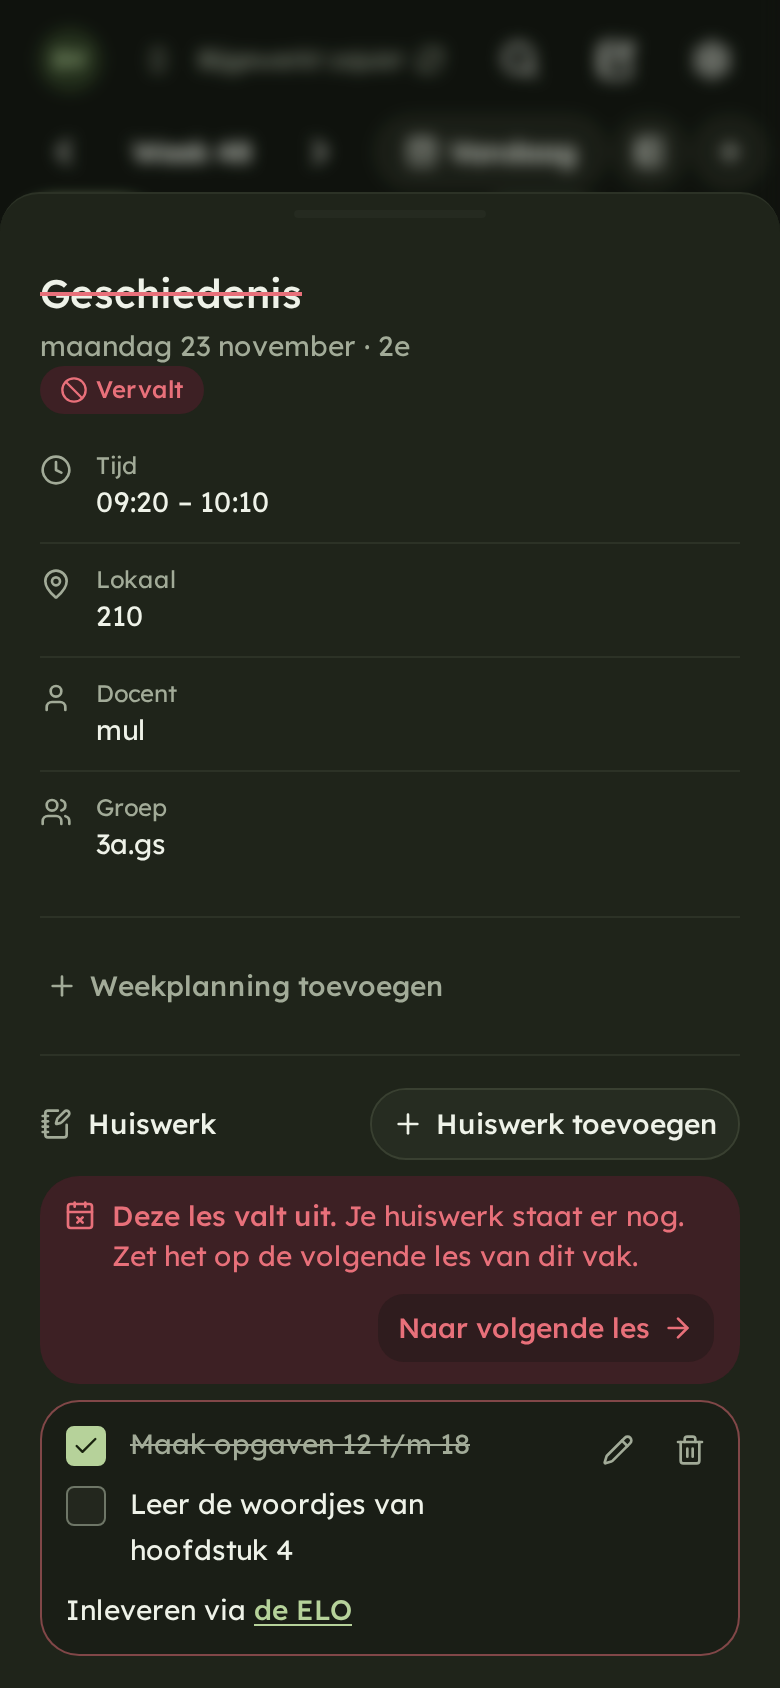 Week 48
Vandaag
Geschiedenis
maandag 23 november · 2e
Vervalt
Tijd
09:20 – 10:10
Lokaal
210
Docent
mul
Groep
3a.gs
Weekplanning toevoegen
Huiswerk
Huiswerk toevoegen
Deze les valt uit. Je huiswerk staat er nog.
Zet het op de volgende les van dit vak.
Naar volgende les
Maak opgaven 12 t/m 18
Leer de woordjes van
hoofdstuk 4
Inleveren via de ELO